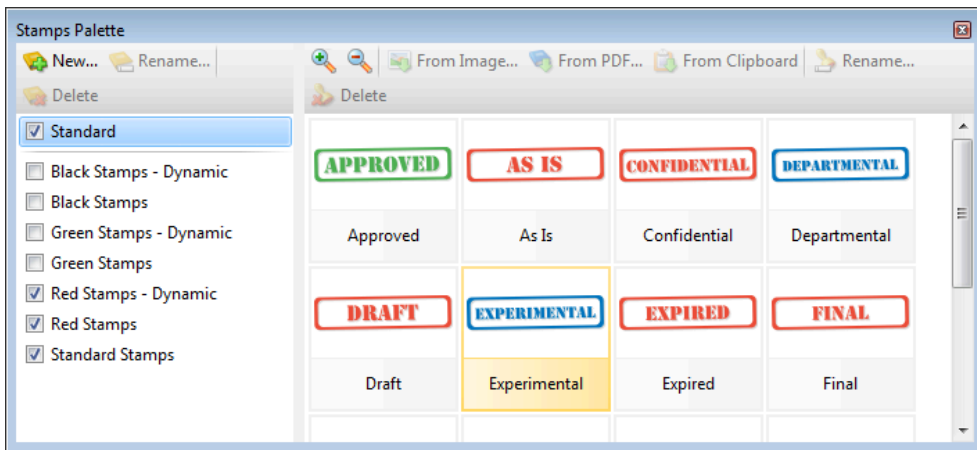 Stamps Palette
New... Rename...
Delete
From Image... From PDF... From Clipboard Rename...
Delete
Standard
Black Stamps - Dynamic
Black Stamps
Green Stamps - Dynamic
Green Stamps
Red Stamps - Dynamic
Red Stamps
Standard Stamps
APPROVED AS IS CONFIDENTIAL DEPARTMENTAL
Approved As Is Confidential Departmental
DRAFT EXPERIMENTAL EXPIRED FINAL
Draft Experimental Expired Final